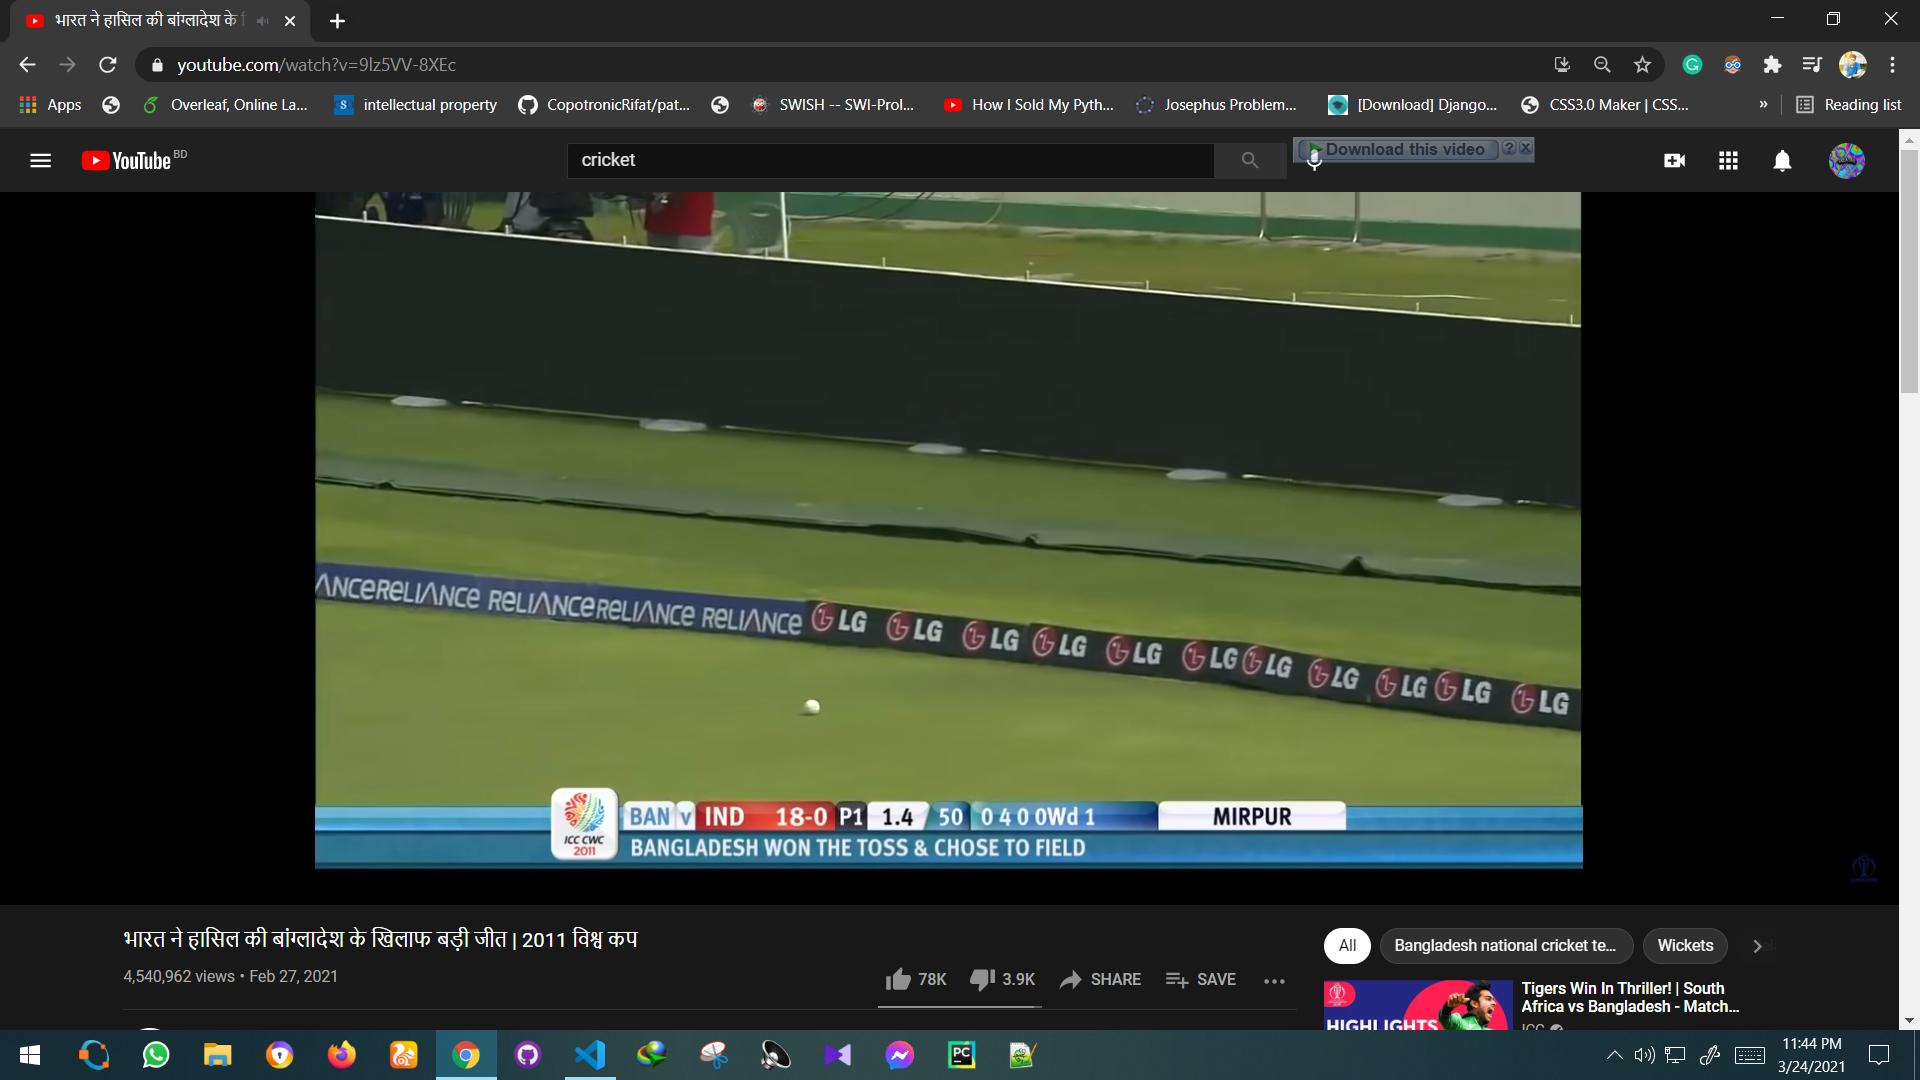 भारत ने हासिल की बांग्लादेश के
youtube.com/watch?v=9lz5VV-8XEc
Apps
Overleaf, Online La...
intellectual property
CopotronicRifat/pat...
SWISH -- SWI-Prol...
How I Sold My Pyth...
Josephus Problem...
[Download] Django...
CSS3.0 Maker | CSS...
»
Reading list
YouTube BD
cricket
Download this video
ANCE RELIANCE RELIANCE RELIANCE RELIANCE LG LG LG LG LG LG LG LG LG LG LG
BAN v IND 18-0 P1 1.4 50 0 4 0 0Wd 1 MIRPUR
ICC CWC 2011
BANGLADESH WON THE TOSS & CHOSE TO FIELD
भारत ने हासिल की बांग्लादेश के खिलाफ बड़ी जीत | 2011 विश्व कप
4,540,962 views • Feb 27, 2021
78K
3.9K
SHARE
SAVE
All
Bangladesh national cricket te...
Wickets
HIGHLIGHTS
Tigers Win In Thriller! | South
Africa vs Bangladesh - Match...
ICC
PC
11:44 PM
3/24/2021